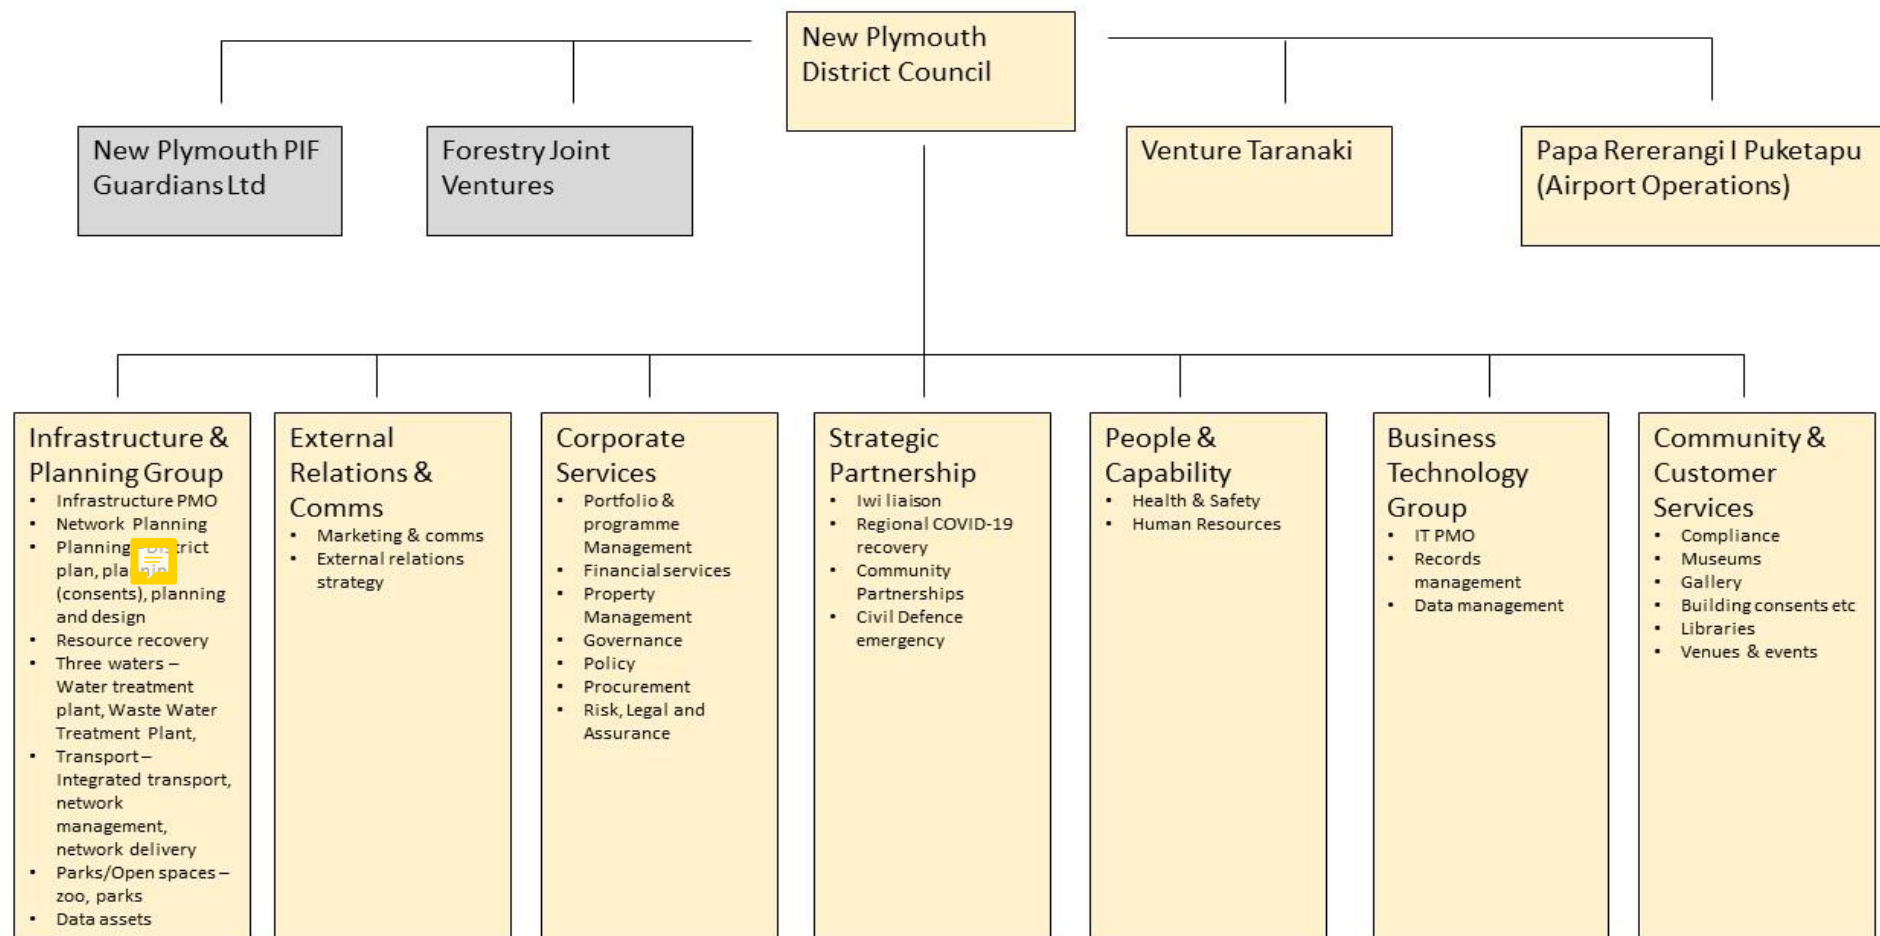 New Plymouth
District Council
New Plymouth PIF
Guardians Ltd
Forestry Joint
Ventures
Venture Taranaki
Papa Rererangi I Puketapu
(Airport Operations)
Infrastructure &
Planning Group
• Infrastructure PMO
• Network Planning
• Planning
plan,
(consents), planning
and design
• Resource recovery
• Three waters –
Water treatment
plant, Waste Water
Treatment Plant,
• Transport –
Integrated transport,
network
management,
network delivery
• Parks/Open spaces –
zoo, parks
• Data assets
External
Relations &
Comms
• Marketing & comms
• External relations
strategy
Corporate
Services
• Portfolio &
programme
Management
• Financial services
• Property
Management
• Governance
• Policy
• Procurement
• Risk, Legal and
Assurance
Strategic
Partnership
• Iwi liaison
• Regional COVID-19
recovery
• Community
Partnerships
• Civil Defence
emergency
People &
Capability
• Health & Safety
• Human Resources
Business
Technology
Group
• IT PMO
• Records
management
• Data management
Community &
Customer
Services
• Compliance
• Museums
• Gallery
• Building consents etc
• Libraries
• Venues & events